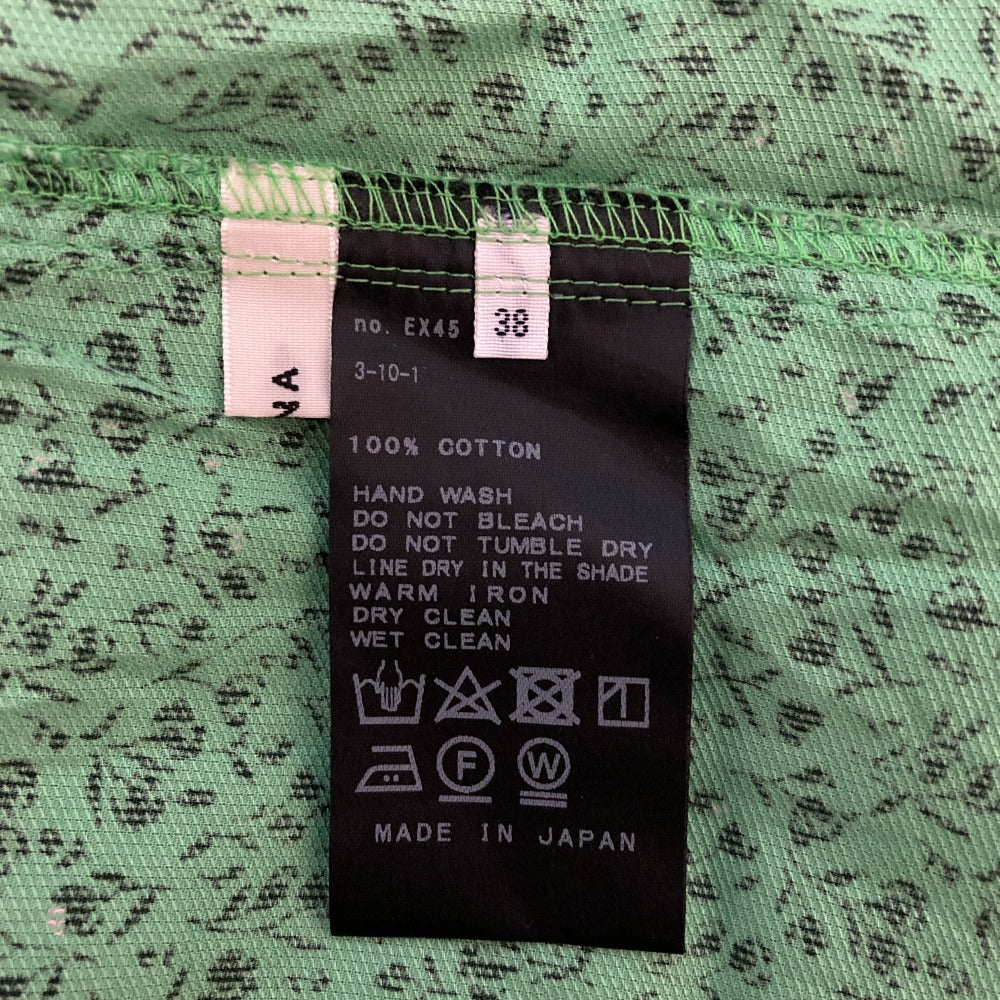 no. EX45
38
3-10-1
NA
100% COTTON
HAND WASH
DO NOT BLEACH
DO NOT TUMBLE DRY
LINE DRY IN THE SHADE
WARM IRON
DRY CLEAN
WET CLEAN
F
W
MADE IN JAPAN